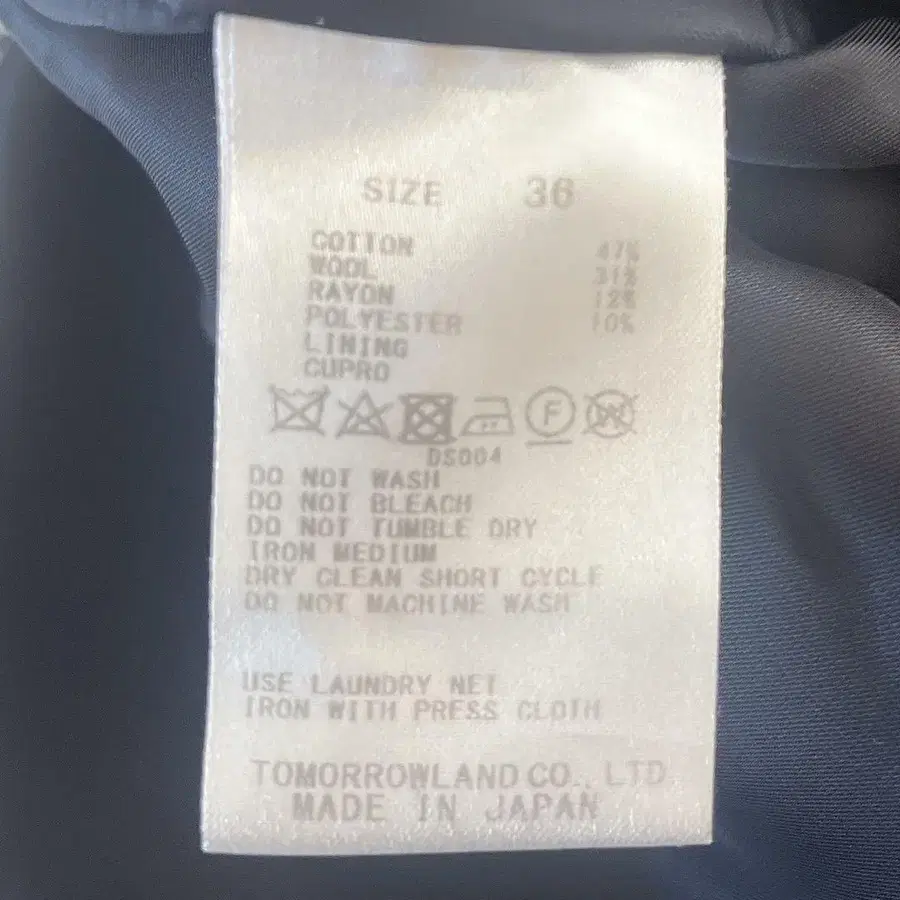 SIZE 36
COTTON 47%
WOOL 31%
RAYON 12%
POLYESTER 10%
LINING
CUPRO
F W
DS004
DO NOT WASH
DO NOT BLEACH
DO NOT TUMBLE DRY
IRON MEDIUM
DRY CLEAN SHORT CYCLE
DO NOT MACHINE WASH
USE LAUNDRY NET
IRON WITH PRESS CLOTH
TOMORROWLAND CO., LTD
MADE IN JAPAN